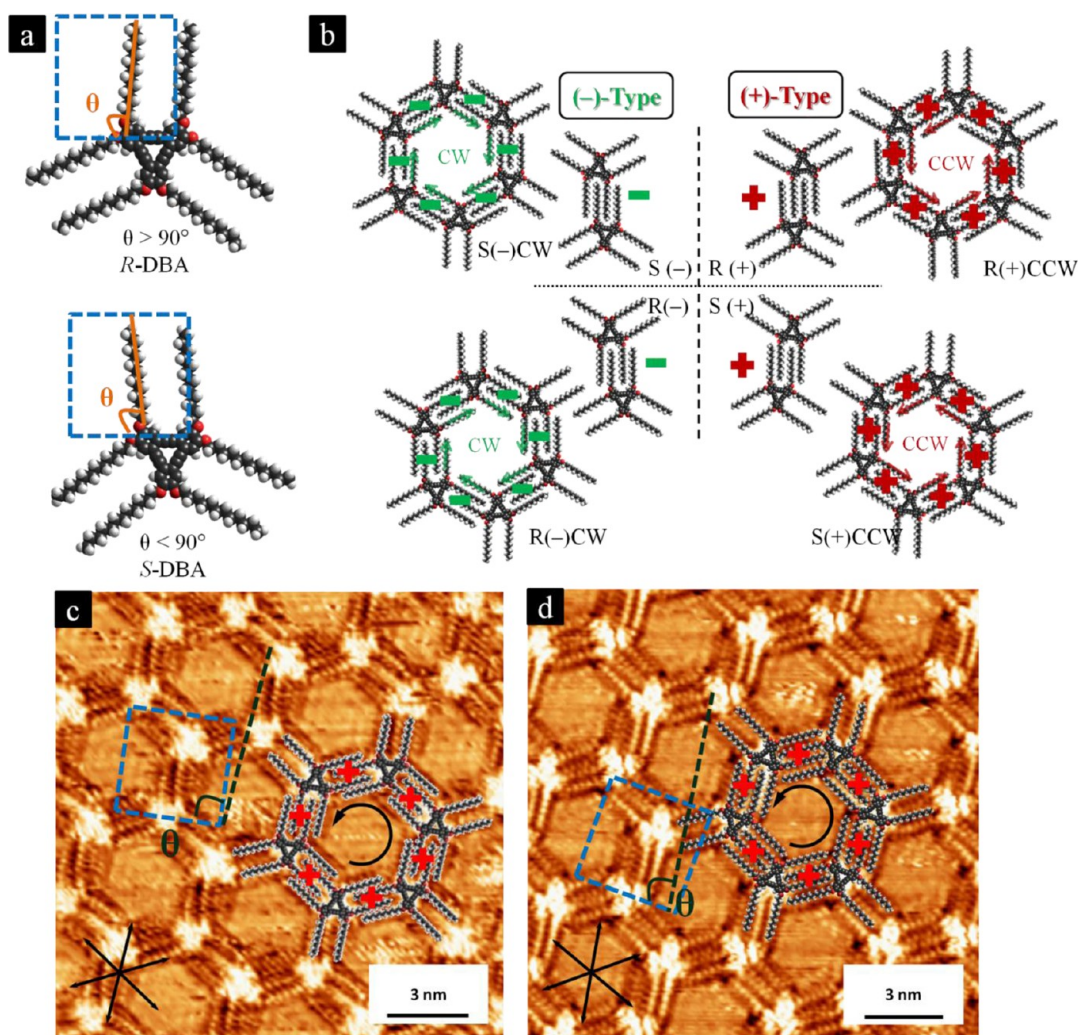 a
θ
θ > 90°
R-DBA
θ
θ < 90°
S-DBA
b
(–)-Type
(+)-Type
CW
CCW
S(–)CW
S (–)
R (+)
R(+)CCW
R(–)
S (+)
CW
CCW
R(–)CW
S(+)CCW
c
θ
3 nm
d
θ
3 nm